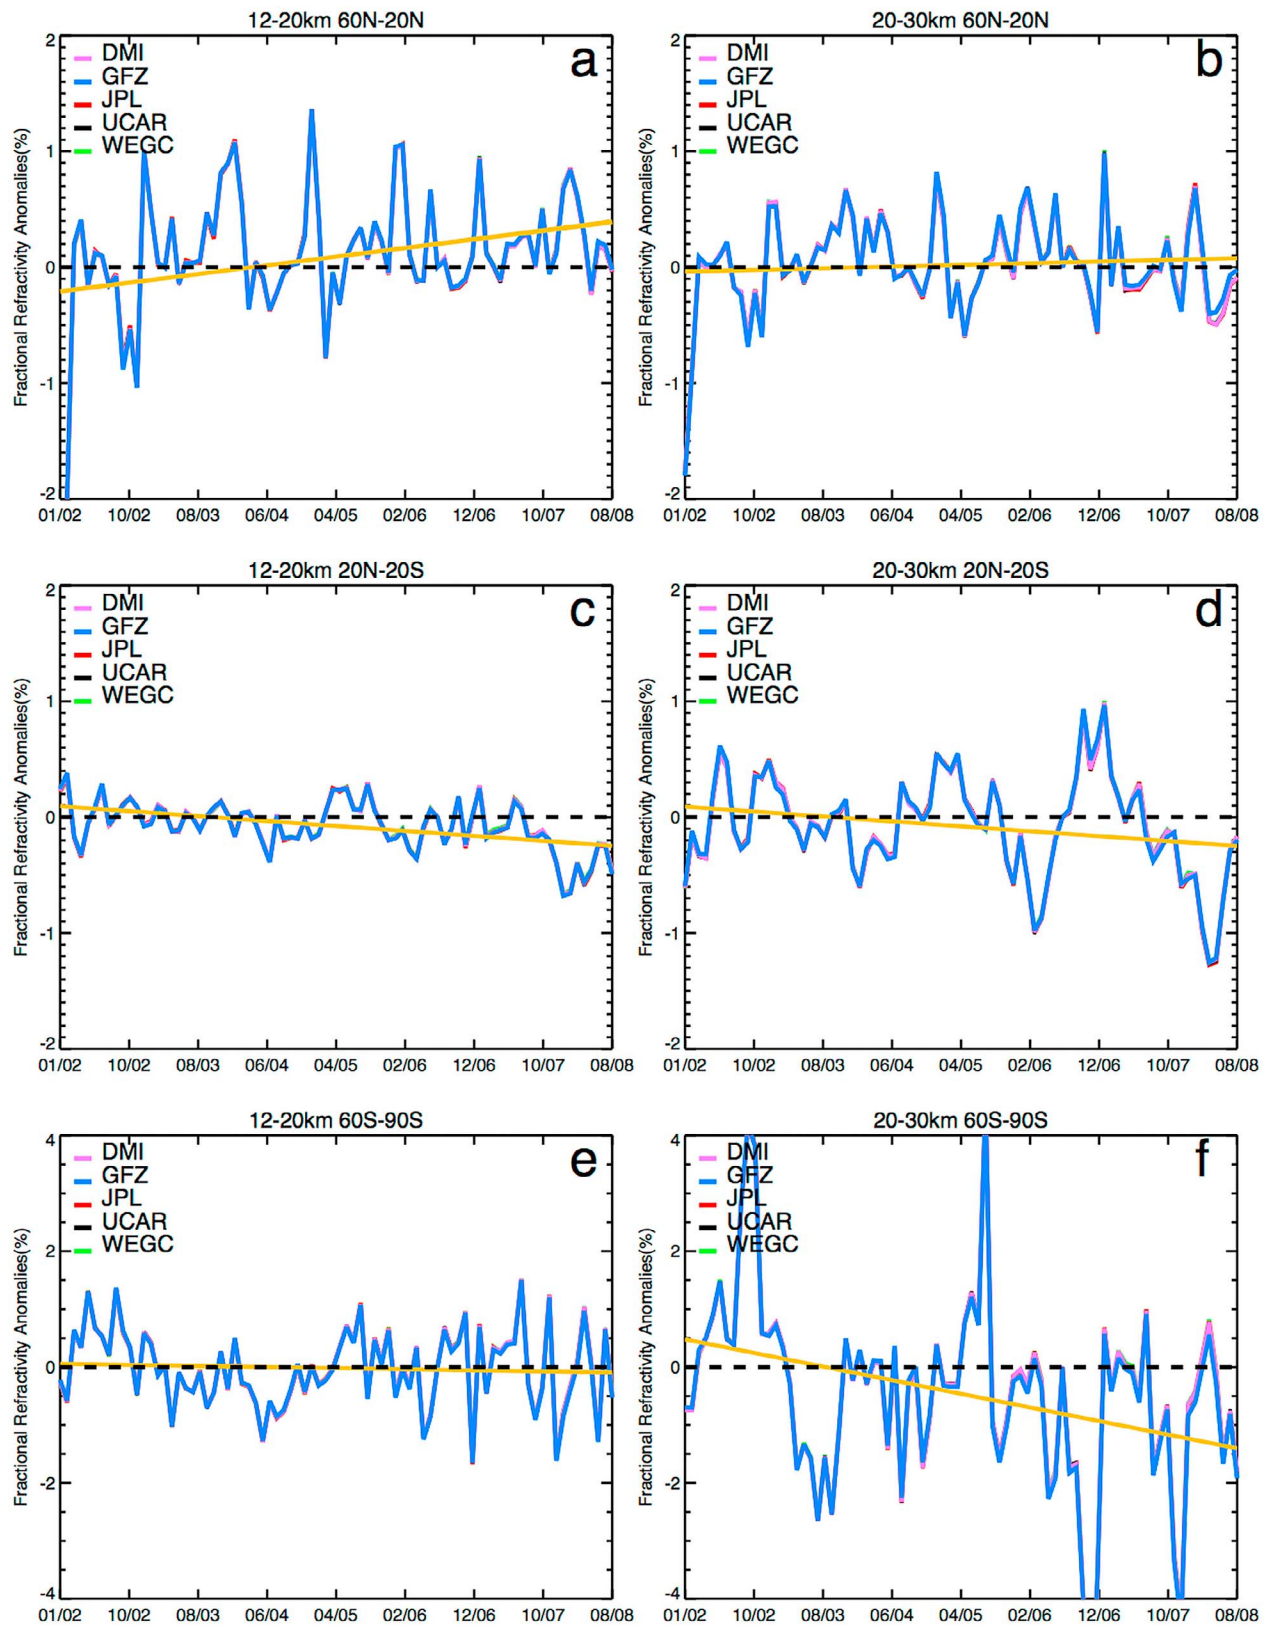 12-20km 60N-20N
a
DMI
GFZ
JPL
UCAR
WEGC
Fractional Refractivity Anomalies(%)
2
1
0
-1
-2
01/02 10/02 08/03 06/04 04/05 02/06 12/06 10/07 08/08
20-30km 60N-20N
b
DMI
GFZ
JPL
UCAR
WEGC
Fractional Refractivity Anomalies(%)
2
1
0
-1
-2
01/02 10/02 08/03 06/04 04/05 02/06 12/06 10/07 08/08
12-20km 20N-20S
c
DMI
GFZ
JPL
UCAR
WEGC
Fractional Refractivity Anomalies(%)
2
1
0
-1
-2
01/02 10/02 08/03 06/04 04/05 02/06 12/06 10/07 08/08
20-30km 20N-20S
d
DMI
GFZ
JPL
UCAR
WEGC
Fractional Refractivity Anomalies(%)
2
1
0
-1
-2
01/02 10/02 08/03 06/04 04/05 02/06 12/06 10/07 08/08
12-20km 60S-90S
e
DMI
GFZ
JPL
UCAR
WEGC
Fractional Refractivity Anomalies(%)
4
2
0
-2
-4
01/02 10/02 08/03 06/04 04/05 02/06 12/06 10/07 08/08
20-30km 60S-90S
f
DMI
GFZ
JPL
UCAR
WEGC
Fractional Refractivity Anomalies(%)
4
2
0
-2
-4
01/02 10/02 08/03 06/04 04/05 02/06 12/06 10/07 08/08